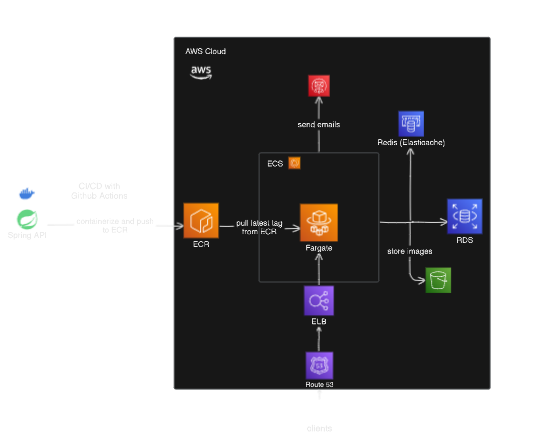 AWS Cloud
aws
send emails
Redis (Elasticache)
ECS
CI/CD with
Github Actions
containerize and push
to ECR
Spring API
ECR
pull latest tag
from ECR
Fargate
RDS
store images
ELB
53
Route 53
clients